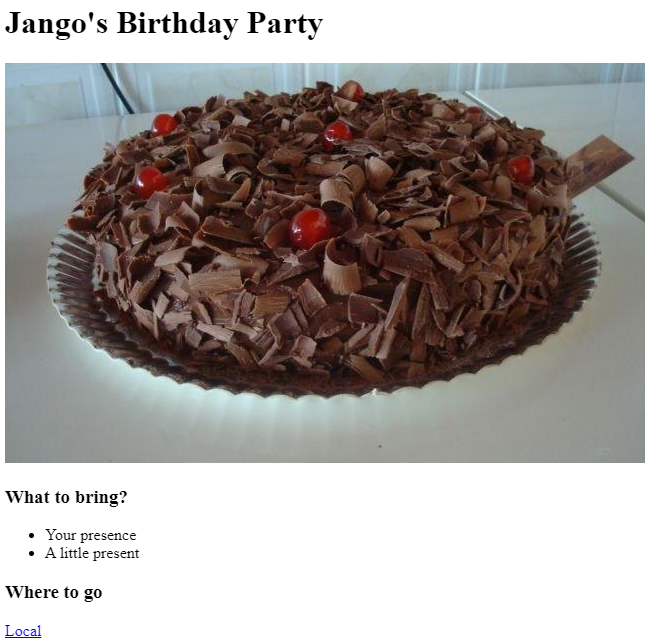 Jango's Birthday Party
What to bring?
Your presence
A little present
Where to go
Local